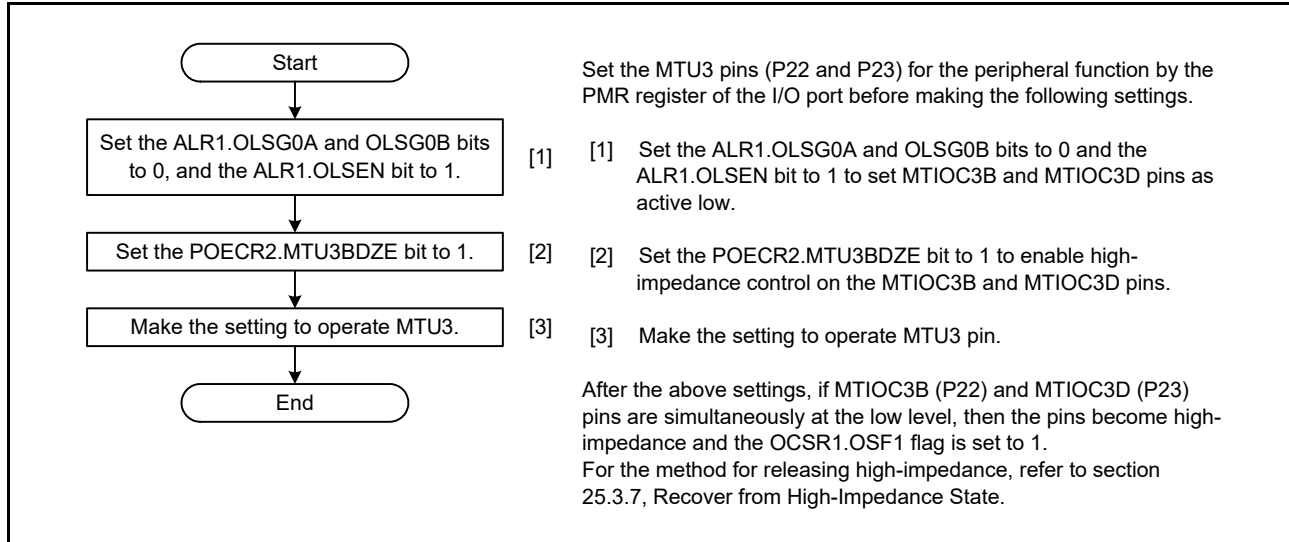 Start
Set the ALR1.OLSG0A and OLSG0B bits
to 0, and the ALR1.OLSEN bit to 1.
[1]
Set the POECR2.MTU3BDZE bit to 1.
[2]
Make the setting to operate MTU3.
[3]
End
Set the MTU3 pins (P22 and P23) for the peripheral function by the
PMR register of the I/O port before making the following settings.
[1] Set the ALR1.OLSG0A and OLSG0B bits to 0 and the
ALR1.OLSEN bit to 1 to set MTIOC3B and MTIOC3D pins as
active low.
[2] Set the POECR2.MTU3BDZE bit to 1 to enable high-
impedance control on the MTIOC3B and MTIOC3D pins.
[3] Make the setting to operate MTU3 pin.
After the above settings, if MTIOC3B (P22) and MTIOC3D (P23)
pins are simultaneously at the low level, then the pins become high-
impedance and the OCSR1.OSF1 flag is set to 1.
For the method for releasing high-impedance, refer to section
25.3.7, Recover from High-Impedance State.